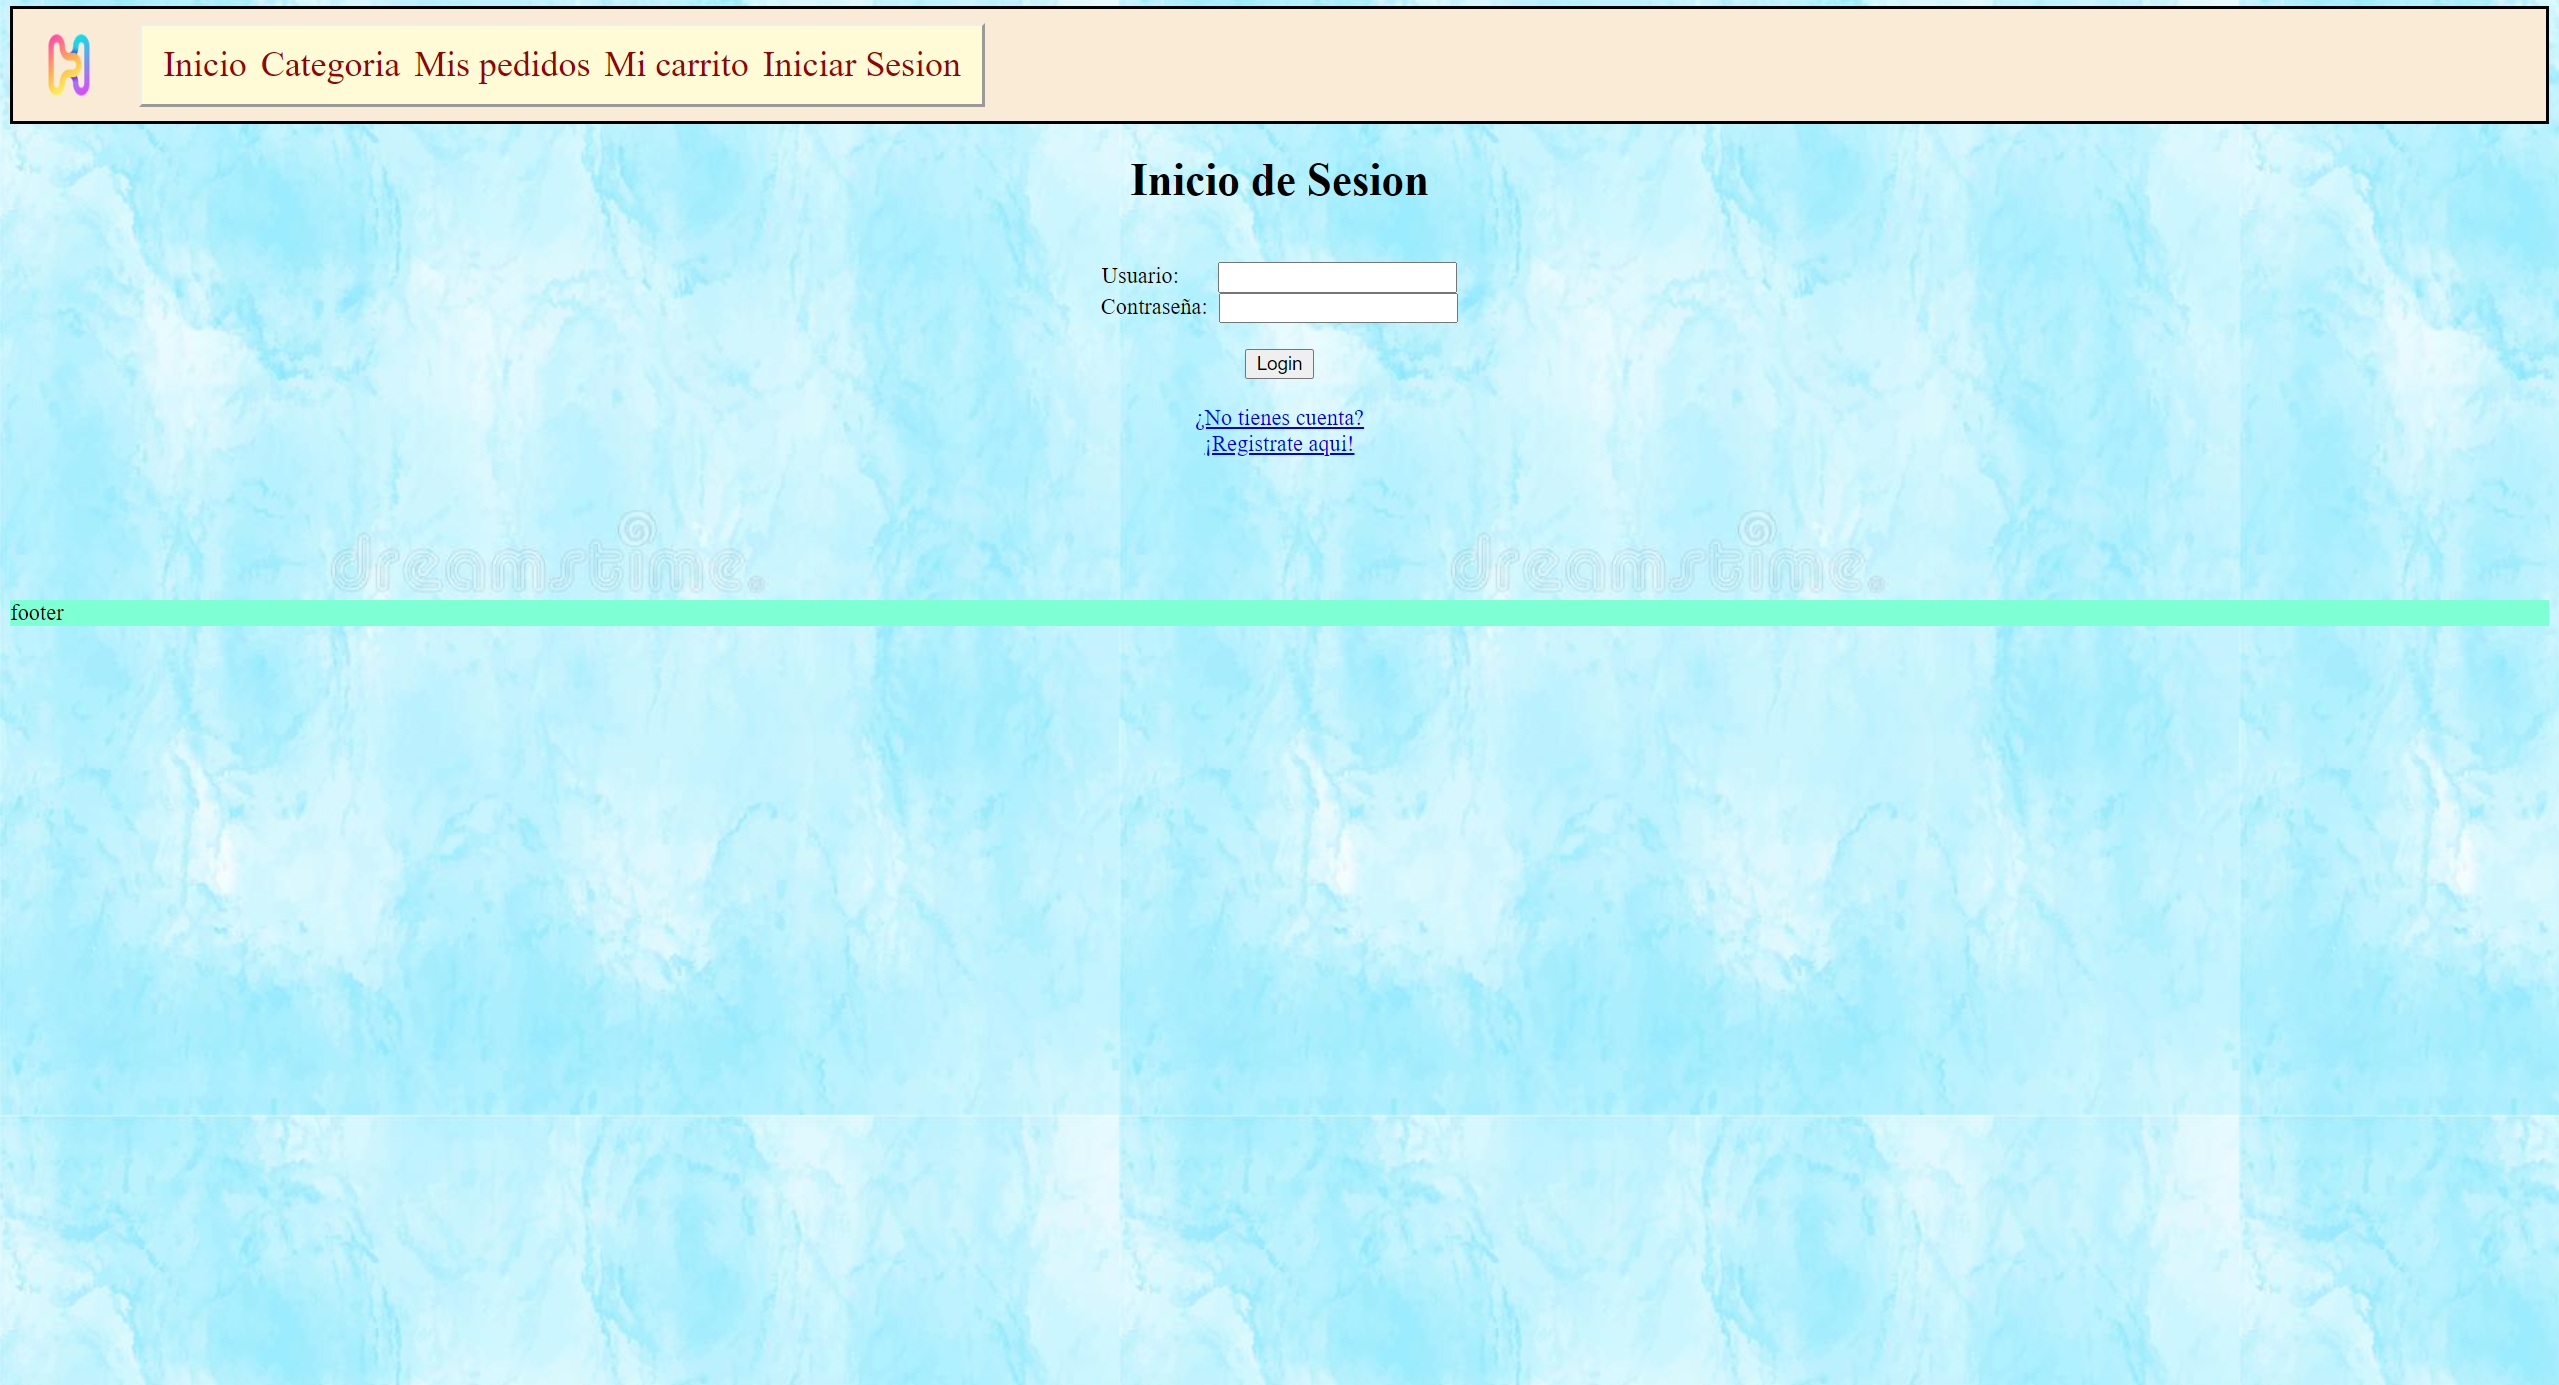 Inicio Categoria Mis pedidos Mi carrito Iniciar Sesion
Inicio de Sesion
Usuario:
Contraseña:
Login
¿No tienes cuenta?
¡Registrate aqui!
dreamstime. dreamstime.
footer